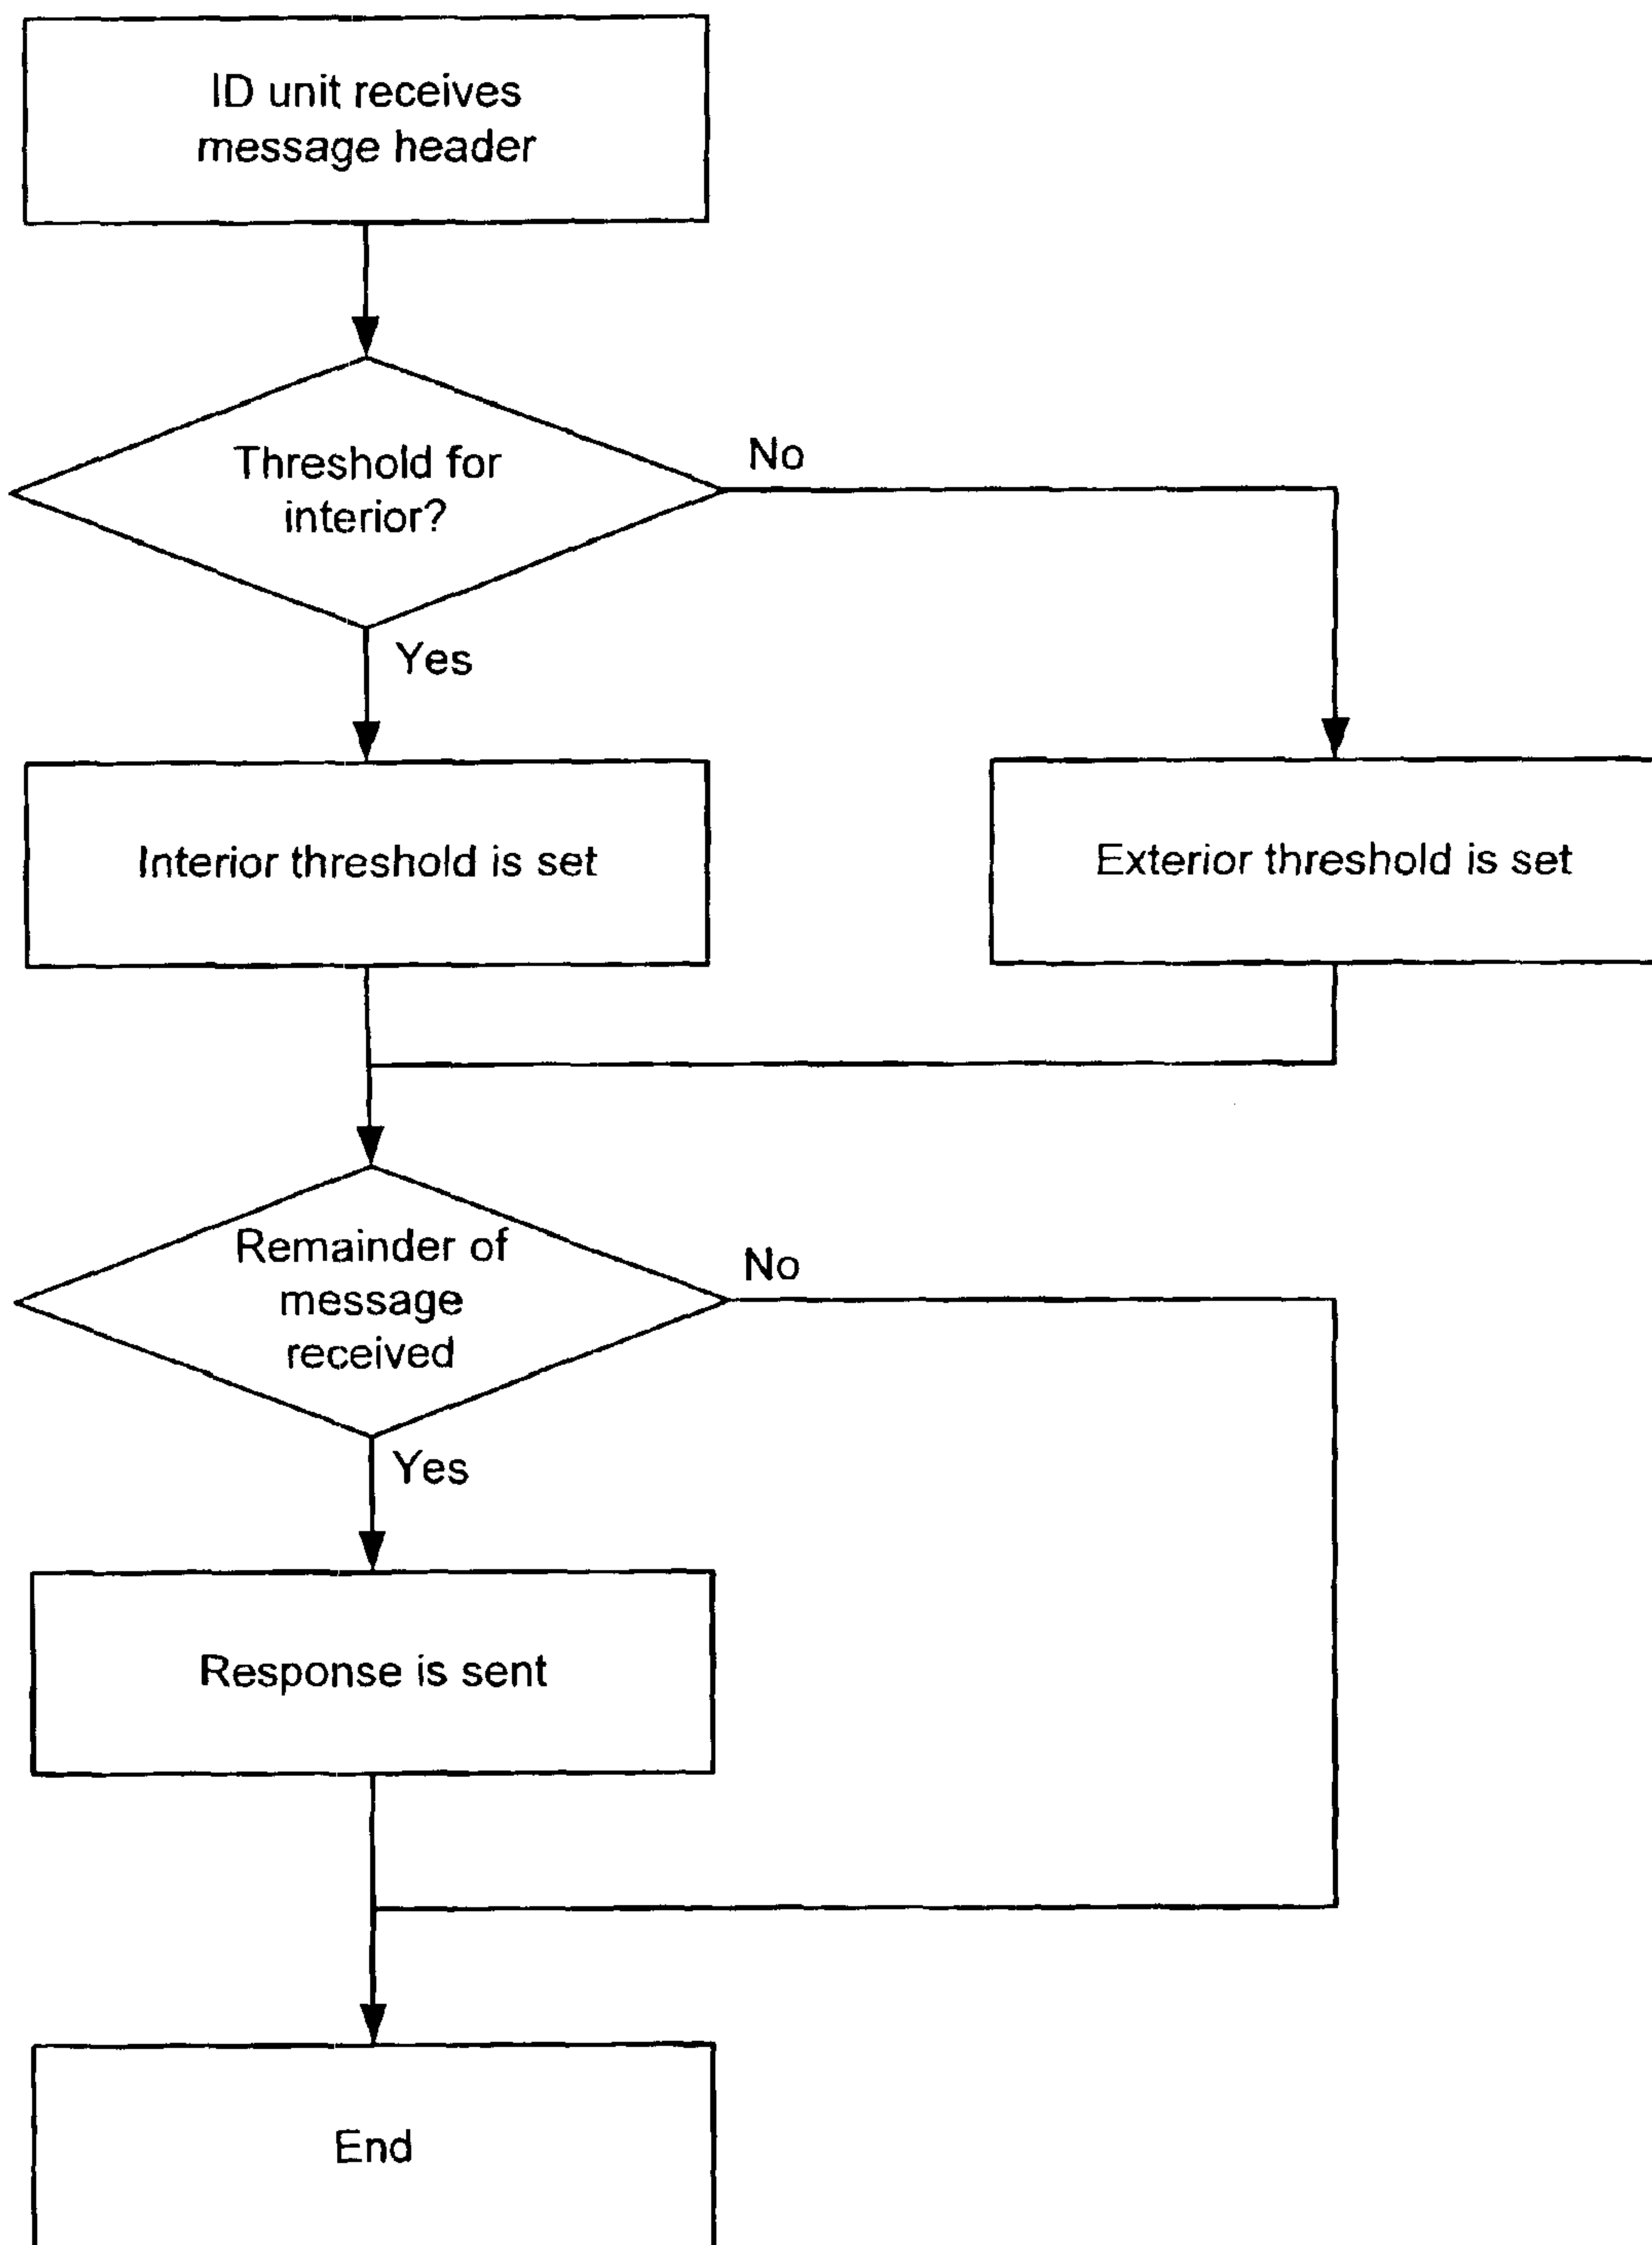 ID unit receives
message header
Threshold for
interior?
No
Yes
Interior threshold is set
Exterior threshold is set
Remainder of
message
received
No
Yes
Response is sent
End